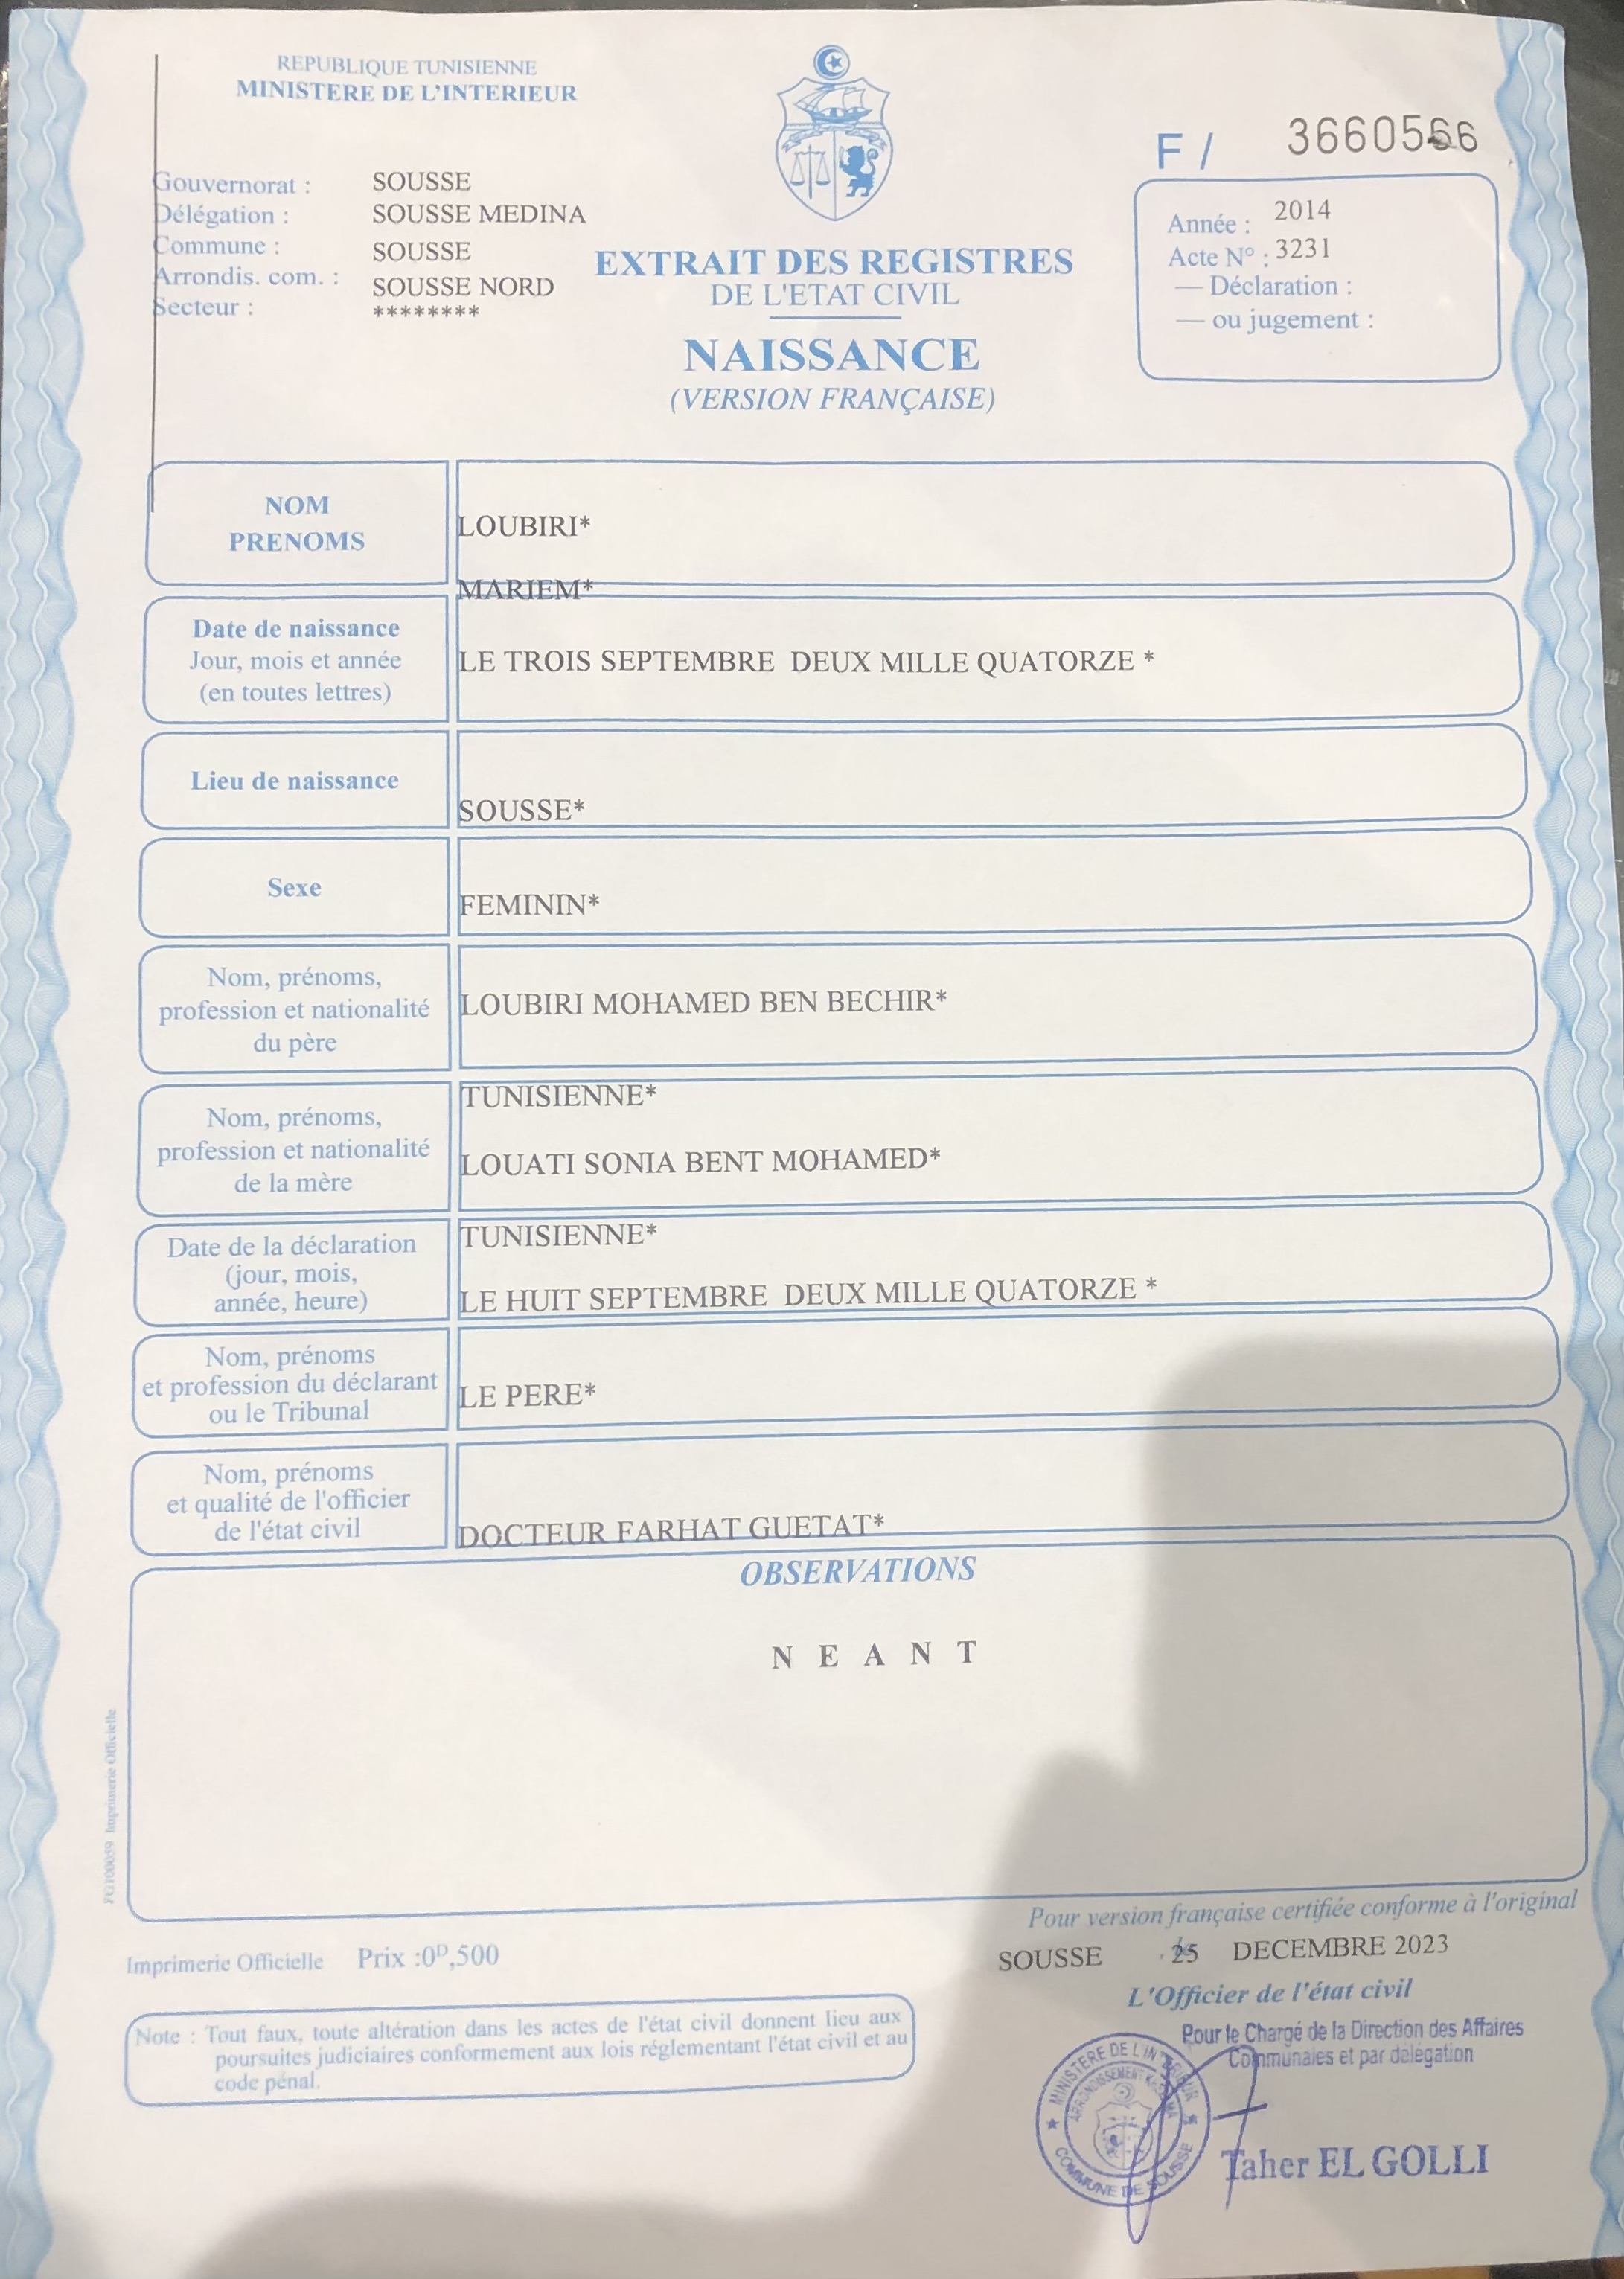 REPUBLIQUE TUNISIENNE
MINISTERE DE L'INTERIEUR
F / 3660566
Gouvernorat : SOUSSE
Délégation : SOUSSE MEDINA
Commune : SOUSSE
Arrondis. com. : SOUSSE NORD
Secteur : ********
Année : 2014
Acte N° : 3231
— Déclaration :
— ou jugement :
EXTRAIT DES REGISTRES
DE L'ETAT CIVIL
NAISSANCE
(VERSION FRANÇAISE)
NOM
PRENOMS
LOUBIRI*
MARIEM*
Date de naissance
Jour, mois et année
(en toutes lettres)
LE TROIS SEPTEMBRE DEUX MILLE QUATORZE *
Lieu de naissance
SOUSSE*
Sexe
FEMININ*
Nom, prénoms,
profession et nationalité
du père
LOUBIRI MOHAMED BEN BECHIR*
TUNISIENNE*
Nom, prénoms,
profession et nationalité
de la mère
LOUATI SONIA BENT MOHAMED*
TUNISIENNE*
Date de la déclaration
(jour, mois,
année, heure)
LE HUIT SEPTEMBRE DEUX MILLE QUATORZE *
Nom, prénoms
et profession du déclarant
ou le Tribunal
LE PERE*
Nom, prénoms
et qualité de l'officier
de l'état civil
DOCTEUR FARHAT GUETAT*
OBSERVATIONS
N E A N T
FG100059 Imprimerie Officielle
Pour version française certifiée conforme à l'original
Imprimerie Officielle Prix :0D,500
SOUSSE DECEMBRE 2023
L'Officier de l'état civil
Pour le Chargé de la Direction des Affaires
Communales et par délégation
Note : Tout faux, toute altération dans les actes de l'état civil donnent lieu aux
poursuites judiciaires conformement aux lois réglementant l'état civil et au
code pénal.
MINISTERE DE L'INTERIEUR
COMMUNE DE SOUSSE
Taher EL GOLLI